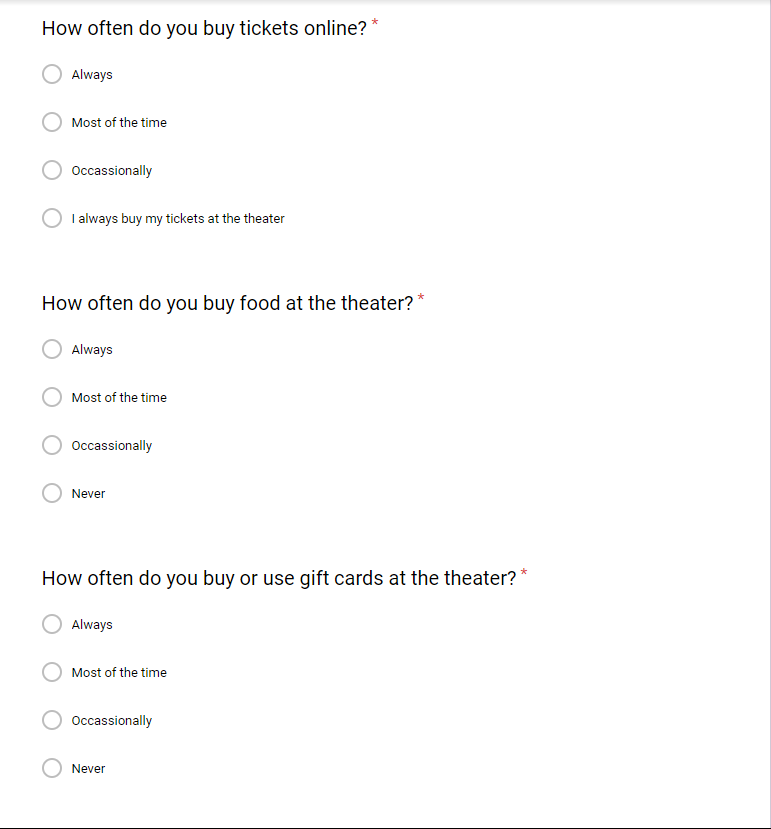 How often do you buy tickets online? *
Always
Most of the time
Occassionally
I always buy my tickets at the theater
How often do you buy food at the theater? *
Always
Most of the time
Occassionally
Never
How often do you buy or use gift cards at the theater? *
Always
Most of the time
Occassionally
Never